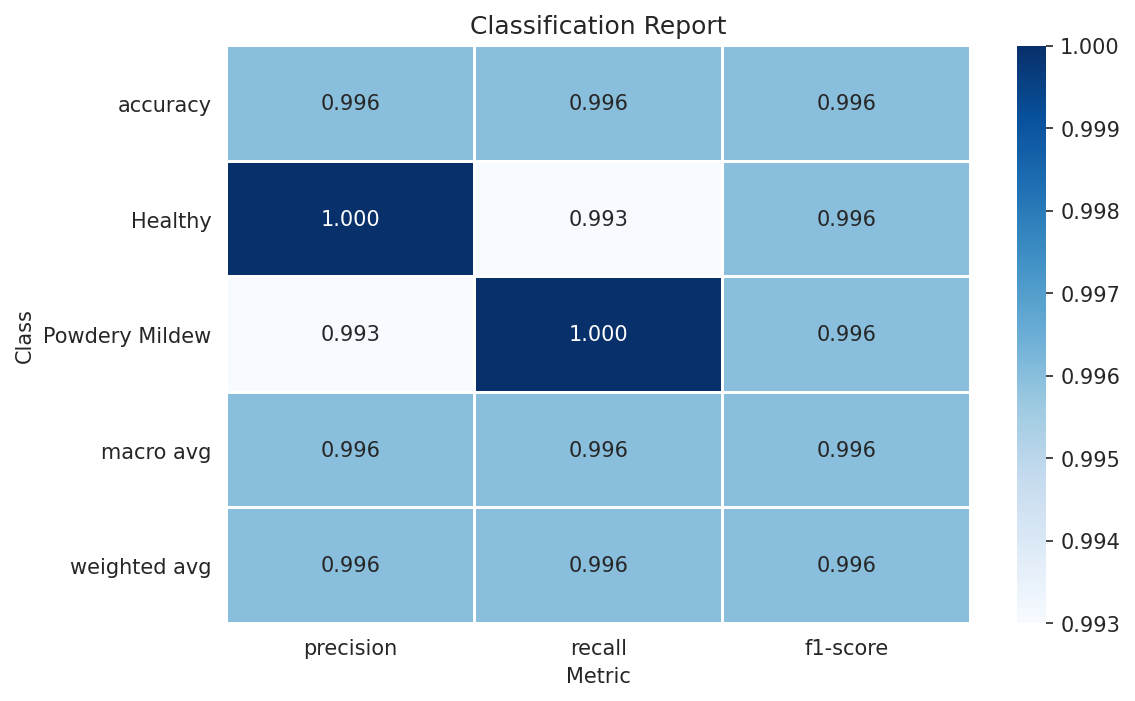 Classification Report
accuracy 0.996 0.996 0.996
Healthy 1.000 0.993 0.996
Powdery Mildew 0.993 1.000 0.996
macro avg 0.996 0.996 0.996
weighted avg 0.996 0.996 0.996
precision recall f1-score
Metric
Class
1.000
0.999
0.998
0.997
0.996
0.995
0.994
0.993